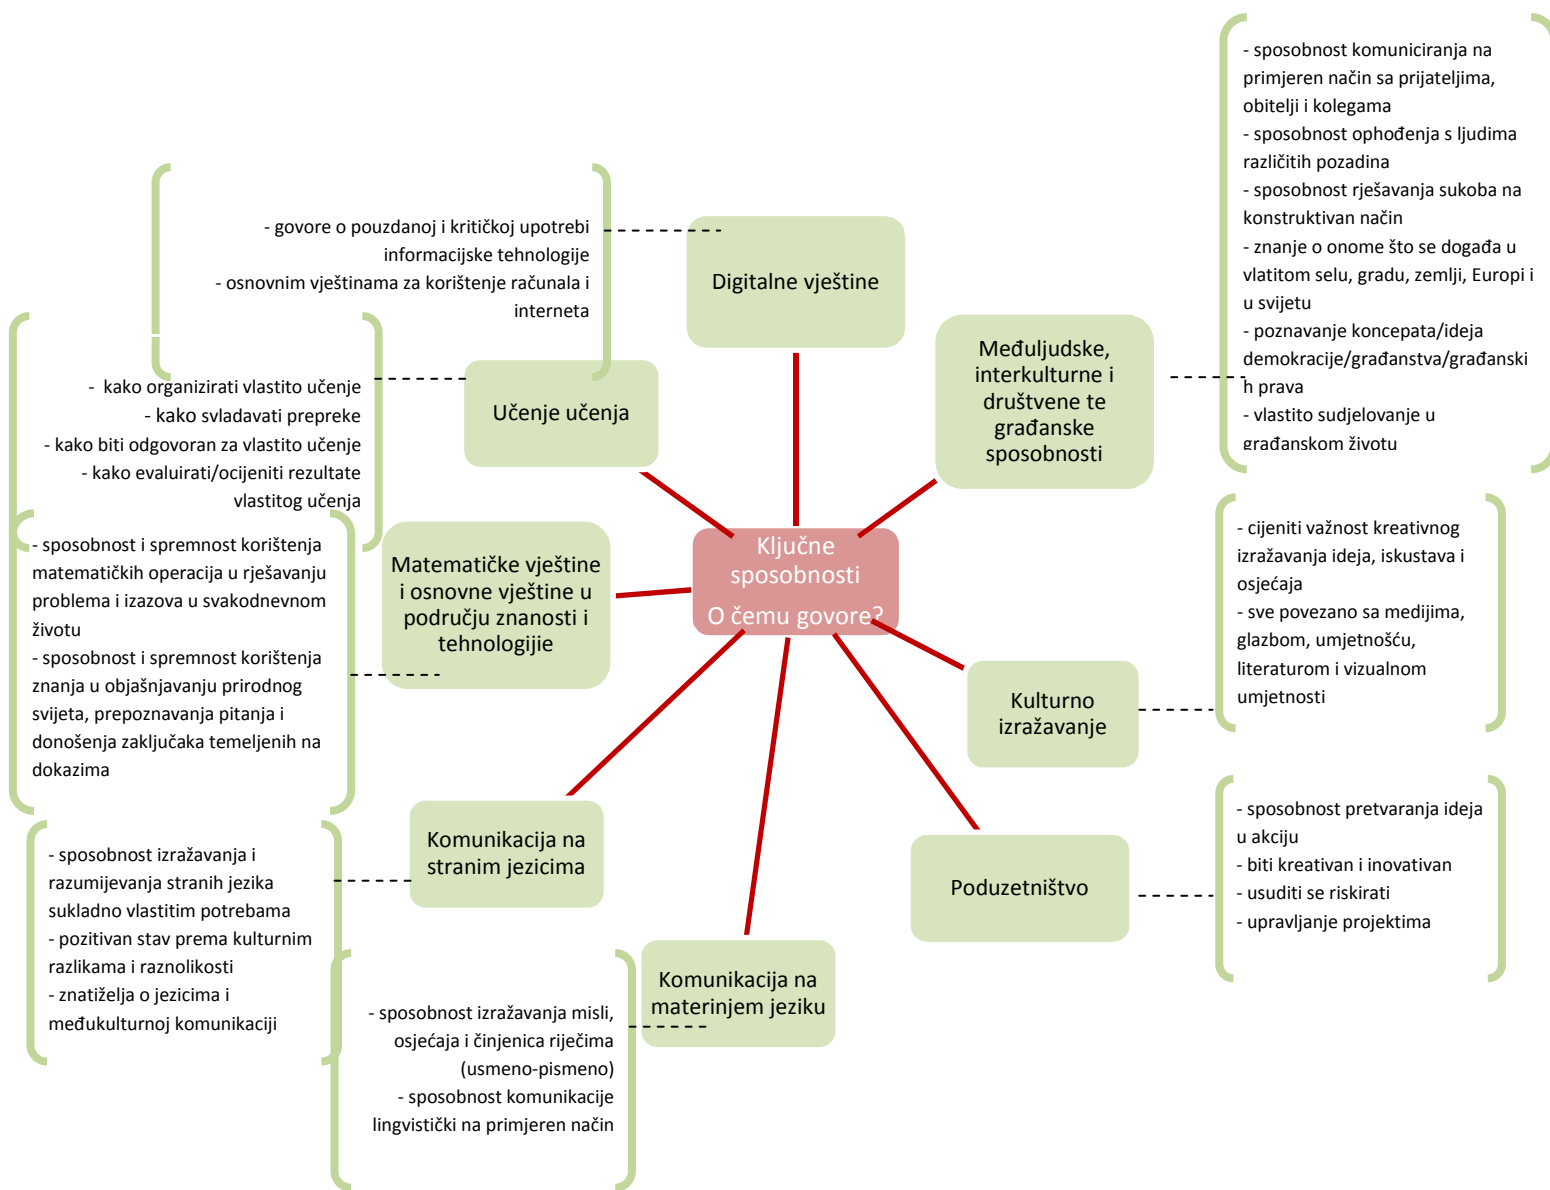 Ključne
sposobnosti
O čemu govore?
Digitalne vještine
- govore o pouzdanoj i kritičkoj upotrebi
informacijske tehnologije
- osnovnim vještinama za korištenje računala i
interneta
Međuljudske,
interkulturne i
društvene te
građanske
sposobnosti
- sposobnost komuniciranja na
primjeren način sa prijateljima,
obitelji i kolegama
- sposobnost ophođenja s ljudima
različitih pozadina
- sposobnost rješavanja sukoba na
konstruktivan način
- znanje o onome što se događa u
vlatitom selu, gradu, zemlji, Europi i
u svijetu
- poznavanje koncepata/ideja
demokracije/građanstva/građanski
h prava
- vlastito sudjelovanje u
građanskom životu
Kulturno
izražavanje
- cijeniti važnost kreativnog
izražavanja ideja, iskustava i
osjećaja
- sve povezano sa medijima,
glazbom, umjetnošću,
literaturom i vizualnom
umjetnosti
Poduzetništvo
- sposobnost pretvaranja ideja
u akciju
- biti kreativan i inovativan
- usuditi se riskirati
- upravljanje projektima
Komunikacija na
materinjem jeziku
- sposobnost izražavanja misli,
osjećaja i činjenica riječima
(usmeno-pismeno)
- sposobnost komunikacije
lingvistički na primjeren način
Komunikacija na
stranim jezicima
- sposobnost izražavanja i
razumijevanja stranih jezika
sukladno vlastitim potrebama
- pozitivan stav prema kulturnim
razlikama i raznolikosti
- znatiželja o jezicima i
međukulturnoj komunikaciji
Matematičke vještine
i osnovne vještine u
području znanosti i
tehnologijie
- sposobnost i spremnost korištenja
matematičkih operacija u rješavanju
problema i izazova u svakodnevnom
životu
- sposobnost i spremnost korištenja
znanja u objašnjavanju prirodnog
svijeta, prepoznavanja pitanja i
donošenja zaključaka temeljenih na
dokazima
Učenje učenja
- kako organizirati vlastito učenje
- kako svladavati prepreke
- kako biti odgovoran za vlastito učenje
- kako evaluirati/ocijeniti rezultate
vlastitog učenja